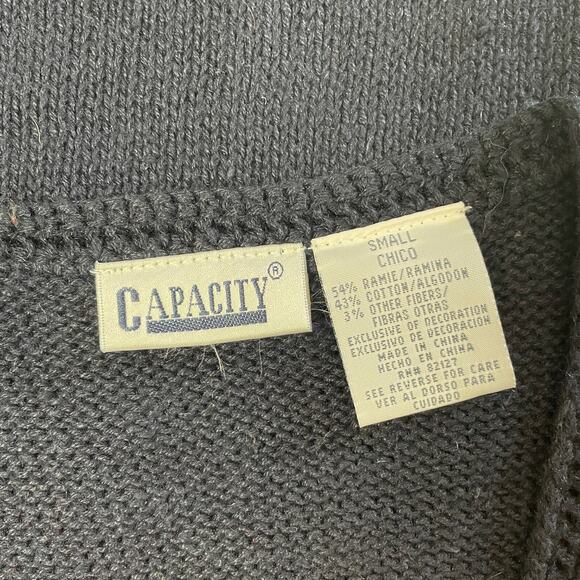 CAPACITY®
SMALL
CHICO
54% RAMIE/RAMINA
43% COTTON/ALGODON
3% OTHER FIBERS/
FIBRAS OTRAS
EXCLUSIVE OF DECORATION
EXCLUSIVO DE DECORACION
MADE IN CHINA
HECHO EN CHINA
RN# 82127
SEE REVERSE FOR CARE
VER AL DORSO PARA
CUIDADO